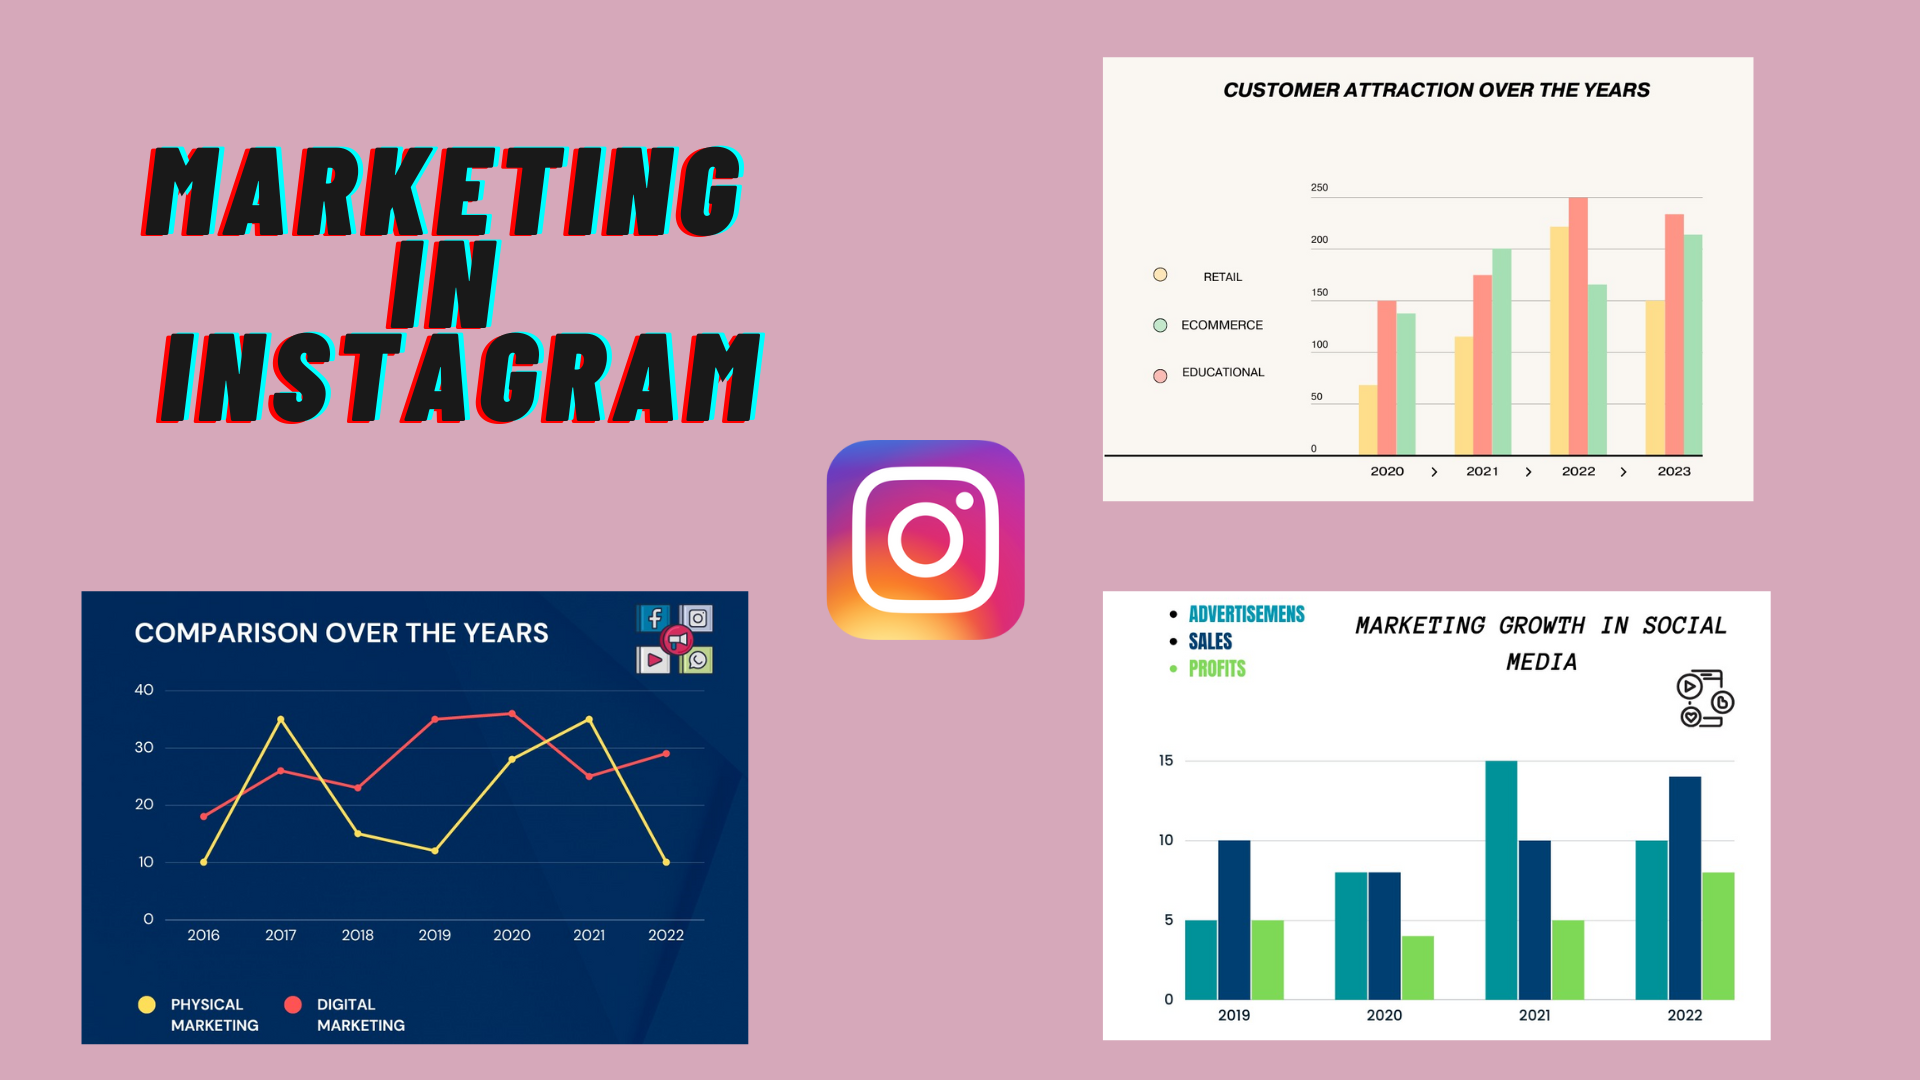 MARKETING
IN
INSTAGRAM
CUSTOMER ATTRACTION OVER THE YEARS
250
200
150
100
50
0
RETAIL
ECOMMERCE
EDUCATIONAL
2020 > 2021 > 2022 > 2023
COMPARISON OVER THE YEARS
40
30
20
10
0
2016 2017 2018 2019 2020 2021 2022
PHYSICAL
MARKETING
DIGITAL
MARKETING
• ADVERTISEMENS
• SALES
• PROFITS
MARKETING GROWTH IN SOCIAL
MEDIA
15
10
5
0
2019 2020 2021 2022